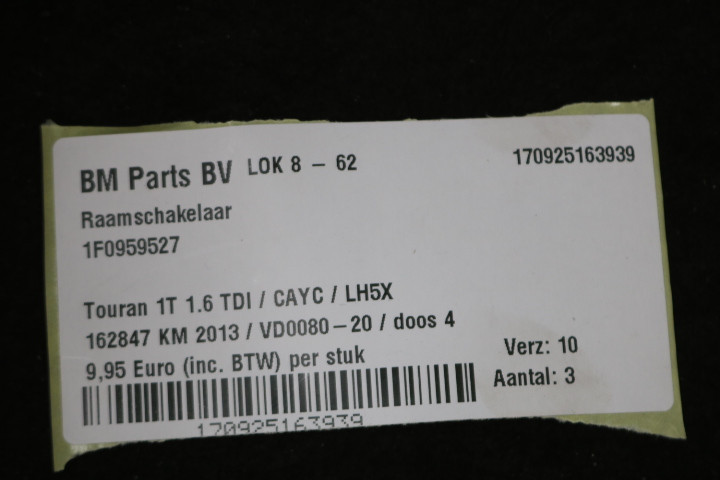 BM Parts BV LOK 8 – 62 170925163939
Raamschakelaar
1F0959527
Touran 1T 1.6 TDI / CAYC / LH5X
162847 KM 2013 / VD0080-20 / doos 4
9,95 Euro (inc. BTW) per stuk
Verz: 10
Aantal: 3
170925163939